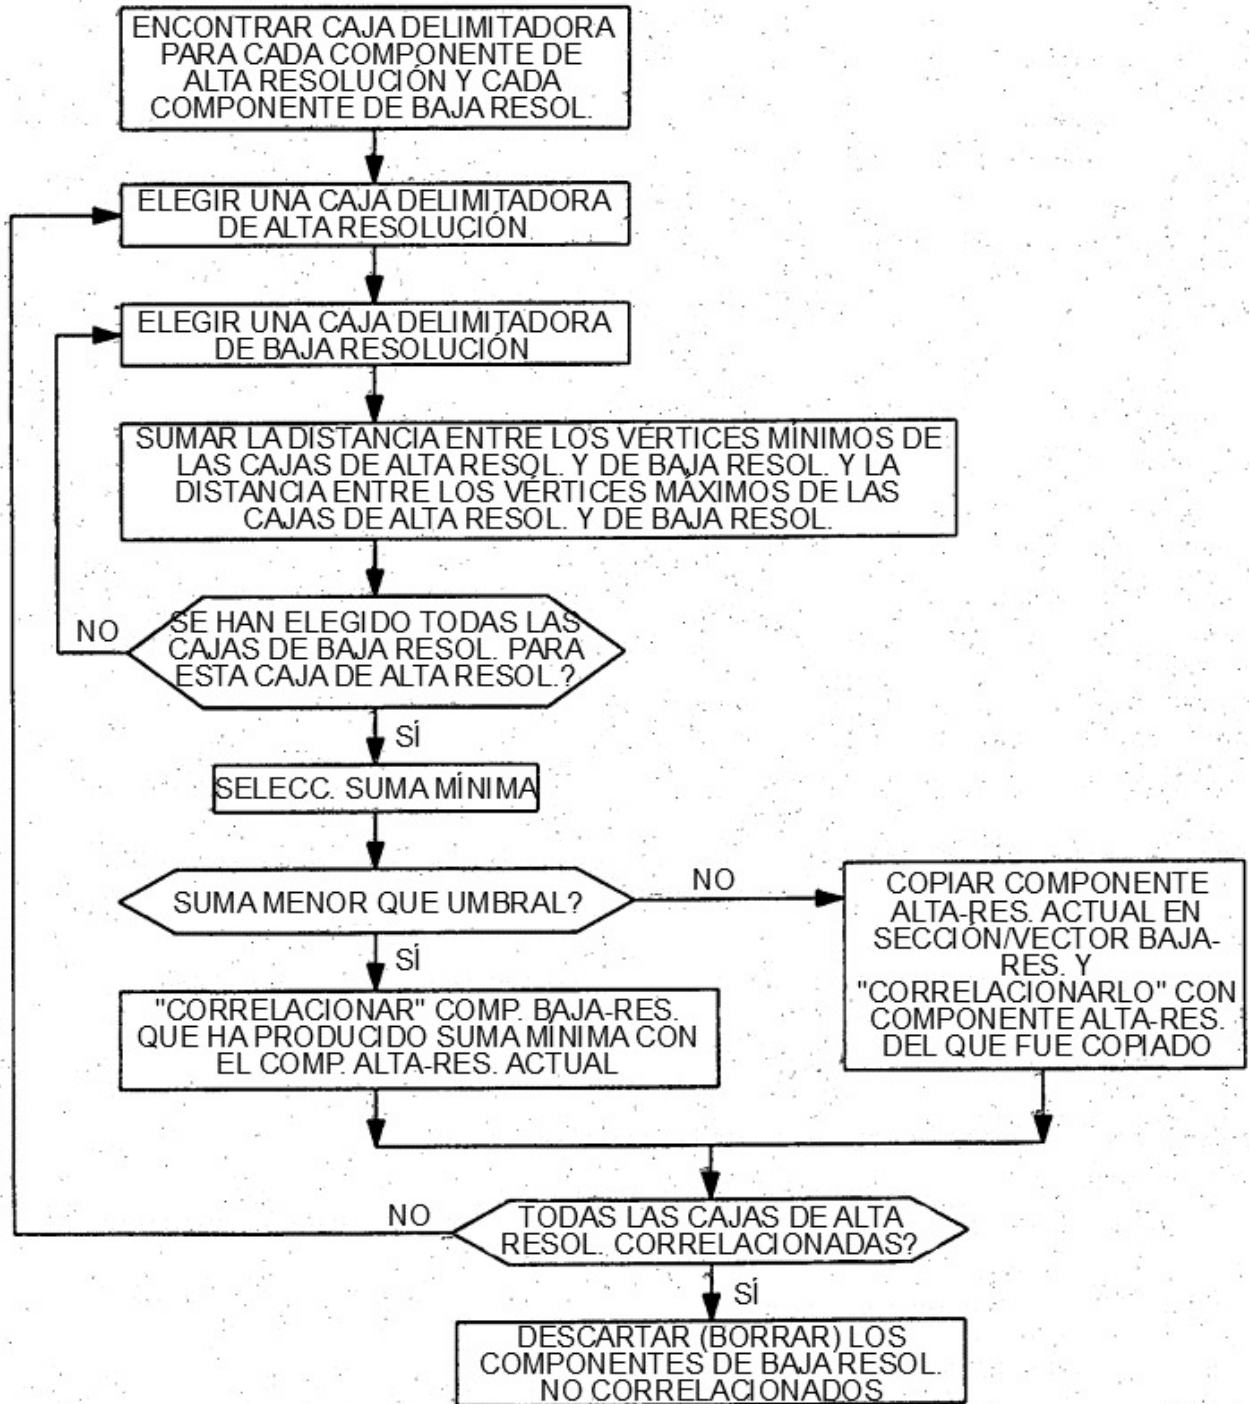 ENCONTRAR CAJA DELIMITADORA
PARA CADA COMPONENTE DE
ALTA RESOLUCIÓN Y CADA
COMPONENTE DE BAJA RESOL.
ELEGIR UNA CAJA DELIMITADORA
DE ALTA RESOLUCIÓN
ELEGIR UNA CAJA DELIMITADORA
DE BAJA RESOLUCIÓN
SUMAR LA DISTANCIA ENTRE LOS VÉRTICES MÍNIMOS DE
LAS CAJAS DE ALTA RESOL. Y DE BAJA RESOL. Y LA
DISTANCIA ENTRE LOS VÉRTICES MÁXIMOS DE LAS
CAJAS DE ALTA RESOL. Y DE BAJA RESOL.
NO
SE HAN ELEGIDO TODAS LAS
CAJAS DE BAJA RESOL. PARA
ESTA CAJA DE ALTA RESOL.?
SÍ
SELECC. SUMA MÍNIMA
SUMA MENOR QUE UMBRAL?
NO
SÍ
COPIAR COMPONENTE
ALTA-RES. ACTUAL EN
SECCIÓN/VECTOR BAJA-
RES. Y
"CORRELACIONARLO" CON
COMPONENTE ALTA-RES.
DEL QUE FUE COPIADO
"CORRELACIONAR" COMP. BAJA-RES.
QUE HA PRODUCIDO SUMA MÍNIMA CON
EL COMP. ALTA-RES. ACTUAL
NO
TODAS LAS CAJAS DE ALTA
RESOL. CORRELACIONADAS?
SÍ
DESCARTAR (BORRAR) LOS
COMPONENTES DE BAJA RESOL.
NO CORRELACIONADOS